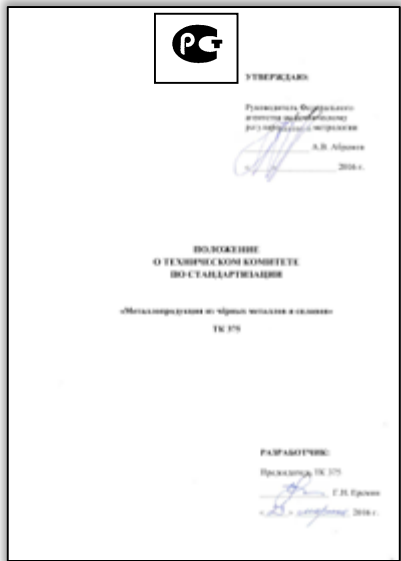 РСТ
УТВЕРЖДАЮ:
Руководитель Федерального
агентства по техническому
метрологии
А.В. Абрамов
2016 г.
ПОЛОЖЕНИЕ
О ТЕХНИЧЕСКОМ КОМИТЕТЕ
ПО СТАНДАРТИЗАЦИИ
«Металлопродукция из чёрных металлов и сплавов»
ТК 375
РАЗРАБОТЧИК:
Председатель ТК 375
Г.Н. Еремин
2016 г.